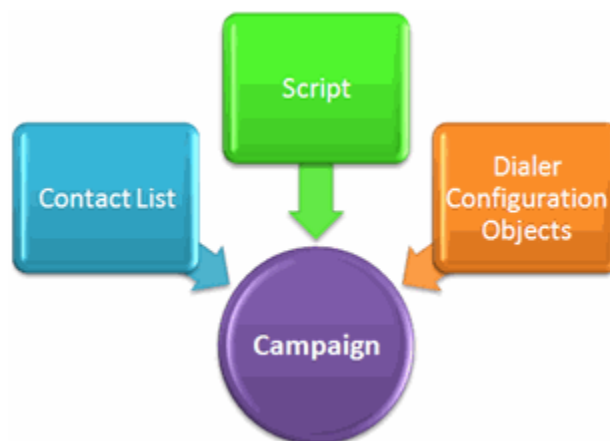 Script
Contact List
Dialer
Configuration
Objects
Campaign